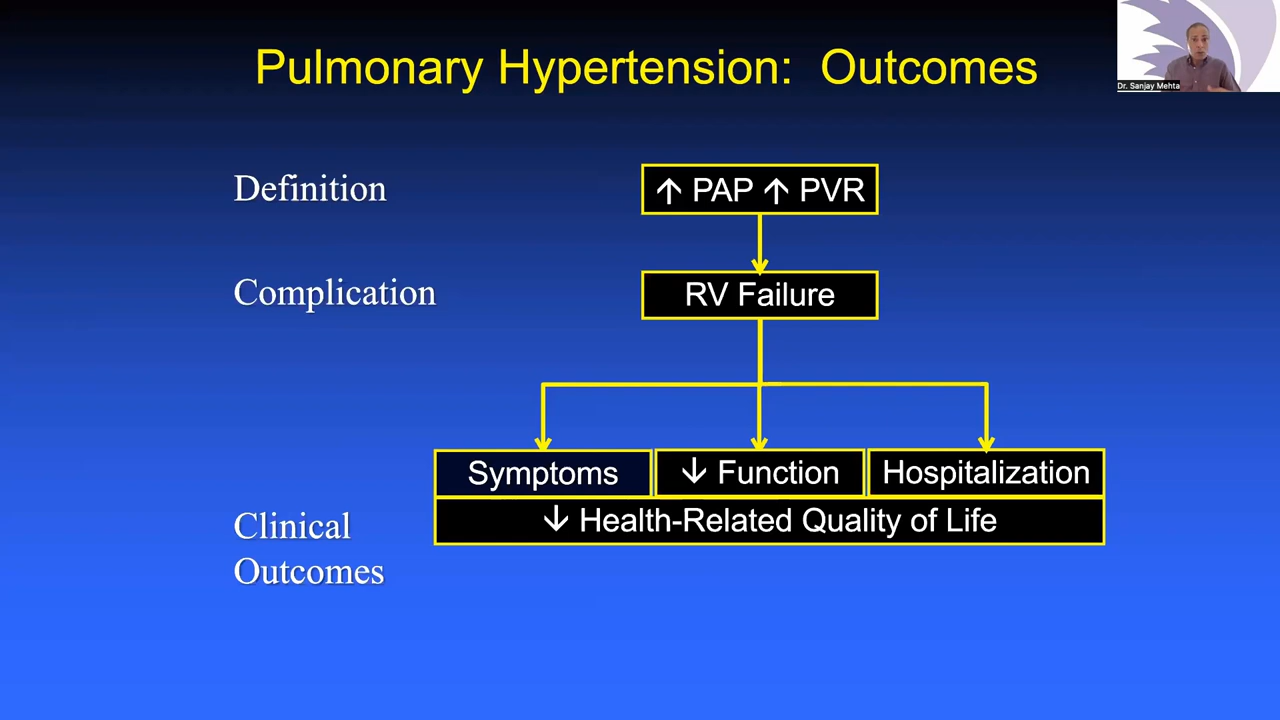 Pulmonary Hypertension: Outcomes
Dr. Sanjay Mehta
Definition
↑ PAP ↑ PVR
Complication
RV Failure
Symptoms
↓ Function
Hospitalization
↓ Health-Related Quality of Life
Clinical
Outcomes